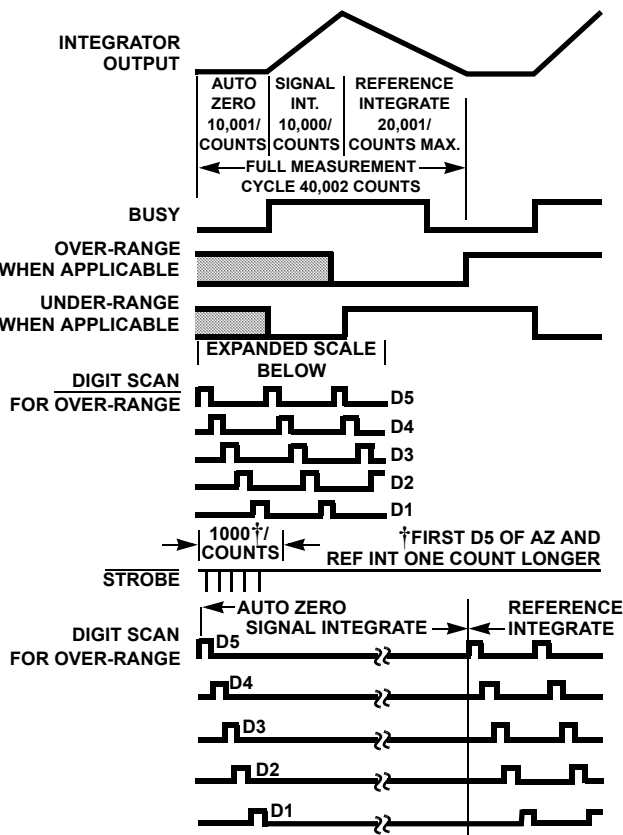 INTEGRATOR
OUTPUT
AUTO
ZERO
10,001/
COUNTS
SIGNAL
INT.
10,000/
COUNTS
REFERENCE
INTEGRATE
20,001/
COUNTS MAX.
FULL MEASUREMENT
CYCLE 40,002 COUNTS
BUSY
OVER-RANGE
WHEN APPLICABLE
UNDER-RANGE
WHEN APPLICABLE
EXPANDED SCALE
BELOW
DIGIT SCAN
FOR OVER-RANGE
D5
D4
D3
D2
D1
1000†/
COUNTS
†FIRST D5 OF AZ AND
REF INT ONE COUNT LONGER
STROBE
AUTO ZERO
SIGNAL INTEGRATE
REFERENCE
INTEGRATE
DIGIT SCAN
FOR OVER-RANGE
D5
D4
D3
D2
D1